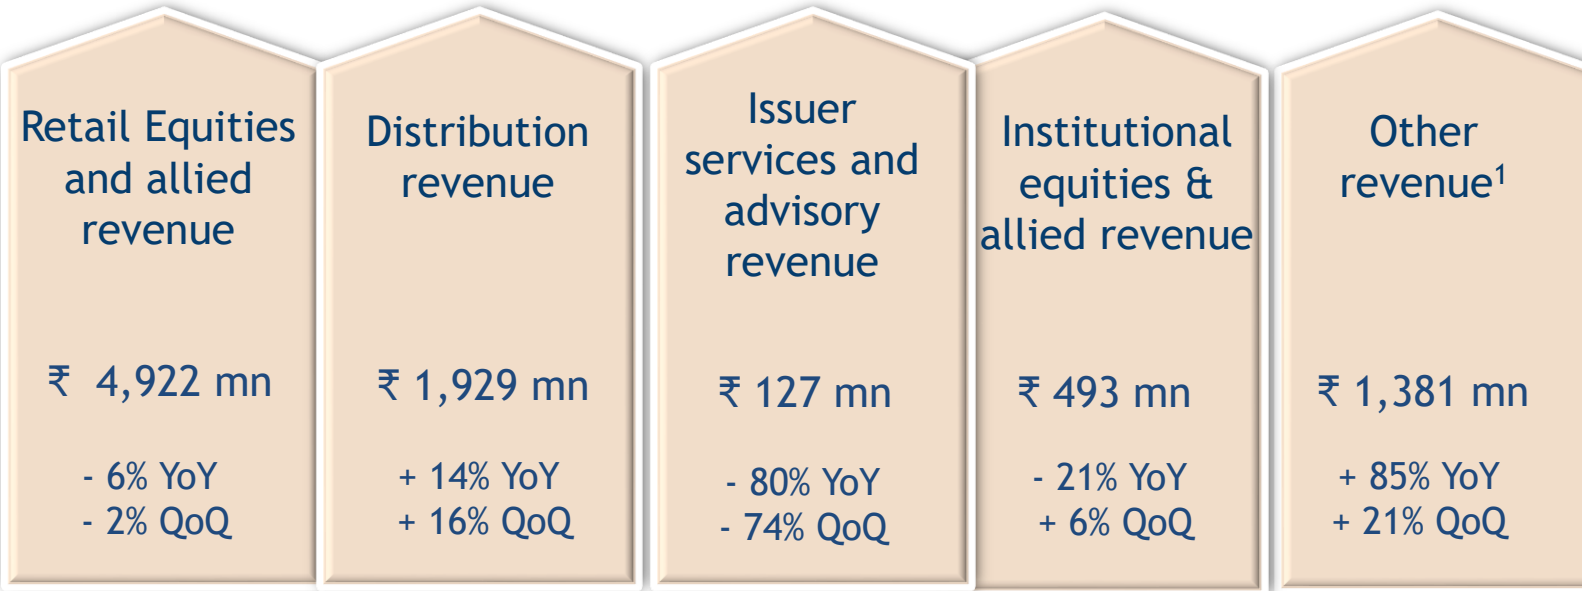 Retail Equities
and allied
revenue
₹ 4,922 mn
- 6% YoY
- 2% QoQ
Distribution
revenue
₹ 1,929 mn
+ 14% YoY
+ 16% QoQ
Issuer
services and
advisory
revenue
₹ 127 mn
- 80% YoY
- 74% QoQ
Institutional
equities &
allied revenue
₹ 493 mn
- 21% YoY
+ 6% QoQ
Other
revenue¹
₹ 1,381 mn
+ 85% YoY
+ 21% QoQ